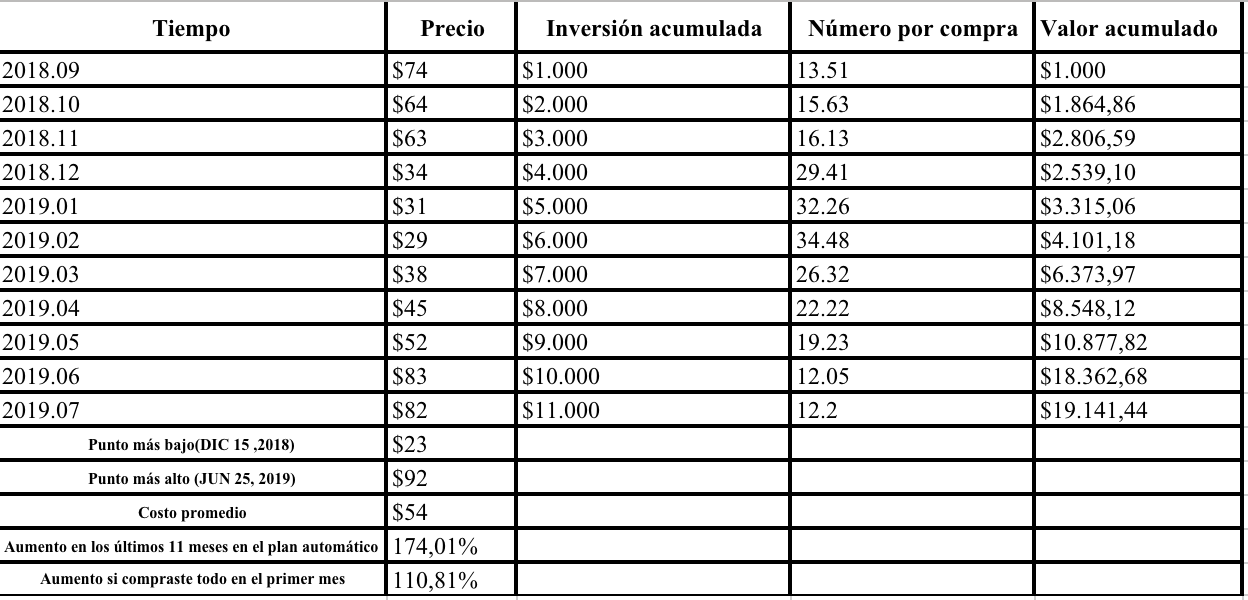 Tiempo Precio Inversión acumulada Número por compra Valor acumulado
2018.09 $74 $1.000 13.51 $1.000
2018.10 $64 $2.000 15.63 $1.864,86
2018.11 $63 $3.000 16.13 $2.806,59
2018.12 $34 $4.000 29.41 $2.539,10
2019.01 $31 $5.000 32.26 $3.315,06
2019.02 $29 $6.000 34.48 $4.101,18
2019.03 $38 $7.000 26.32 $6.373,97
2019.04 $45 $8.000 22.22 $8.548,12
2019.05 $52 $9.000 19.23 $10.877,82
2019.06 $83 $10.000 12.05 $18.362,68
2019.07 $82 $11.000 12.2 $19.141,44
Punto más bajo(DIC 15 ,2018) $23
Punto más alto (JUN 25, 2019) $92
Costo promedio $54
Aumento en los últimos 11 meses en el plan automático 174,01%
Aumento si compraste todo en el primer mes 110,81%